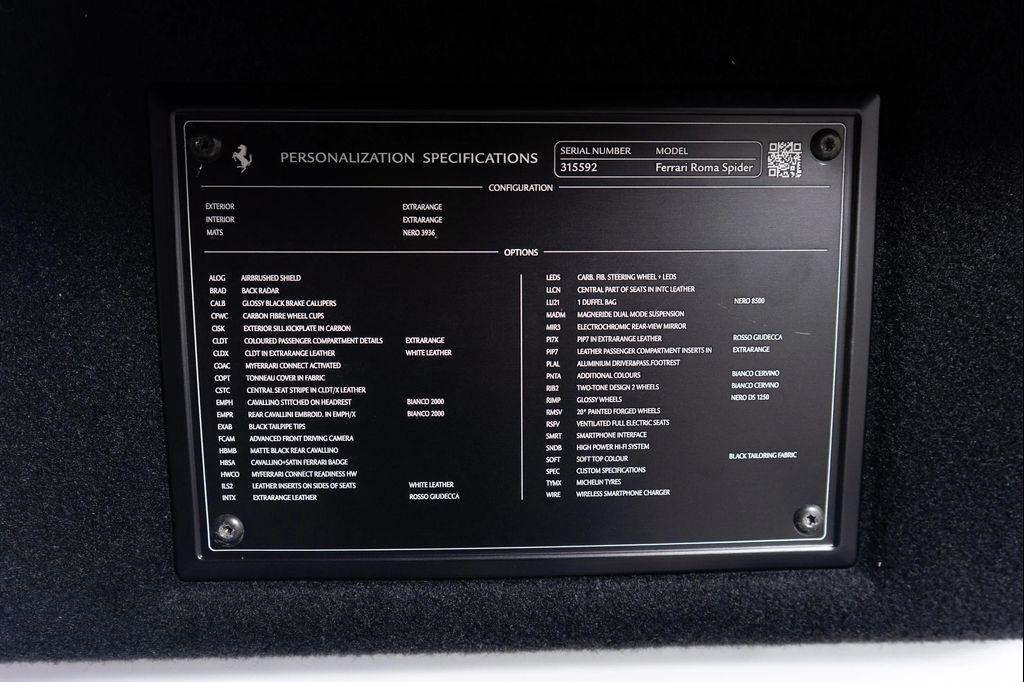 PERSONALIZATION SPECIFICATIONS
SERIAL NUMBER MODEL
315592 Ferrari Roma Spider
CONFIGURATION
EXTERIOR EXTRARANGE
INTERIOR EXTRARANGE
MATS NERO 3936
OPTIONS
ALOG AIRBRUSHED SHIELD
BRAD BACK RADAR
CALB GLOSSY BLACK BRAKE CALLIPERS
CFWC CARBON FIBRE WHEEL CUPS
CISK EXTERIOR SILL KICKPLATE IN CARBON
CLDT COLOURED PASSENGER COMPARTMENT DETAILS EXTRARANGE
CLDX CLDT IN EXTRARANGE LEATHER WHITE LEATHER
COAC MYFERRARI CONNECT ACTIVATED
COPT TONNEAU COVER IN FABRIC
CSTC CENTRAL SEAT STRIPE IN CLDT/X LEATHER
EMPH CAVALLINO STITCHED ON HEADREST BIANCO 2000
EMPR REAR CAVALLINI EMBROID. IN EMPH/X BIANCO 2000
EXAB BLACK TAILPIPE TIPS
FCAM ADVANCED FRONT DRIVING CAMERA
HBMB MATTE BLACK REAR CAVALLINO
HBSA CAVALLINO+SATIN FERRARI BADGE
HWCO MYFERRARI CONNECT READINESS HW
ILS2 LEATHER INSERTS ON SIDES OF SEATS WHITE LEATHER
INTX EXTRARANGE LEATHER ROSSO GIUDECCA
LEDS CARB. FIB. STEERING WHEEL + LEDS
LLCN CENTRAL PART OF SEATS IN INTC LEATHER
LU21 1 DUFFEL BAG NERO 8500
MADM MAGNERIDE DUAL MODE SUSPENSION
MIR3 ELECTROCHROMIC REAR-VIEW MIRROR
PI7X PIP7 IN EXTRARANGE LEATHER ROSSO GIUDECCA
PIP7 LEATHER PASSENGER COMPARTMENT INSERTS IN EXTRARANGE
PLAL ALUMINIUM DRIVER&PASS.FOOTREST
PNTA ADDITIONAL COLOURS BIANCO CERVINO
RIB2 TWO-TONE DESIGN 2 WHEELS BIANCO CERVINO
RIMP GLOSSY WHEELS NERO DS 1250
RMSV 20" PAINTED FORGED WHEELS
RSFV VENTILATED FULL ELECTRIC SEATS
SMRT SMARTPHONE INTERFACE
SNDB HIGH POWER HI-FI SYSTEM
SOFT SOFT TOP COLOUR BLACK TAILORING FABRIC
SPEC CUSTOM SPECIFICATIONS
TYMX MICHELIN TYRES
WIRE WIRELESS SMARTPHONE CHARGER